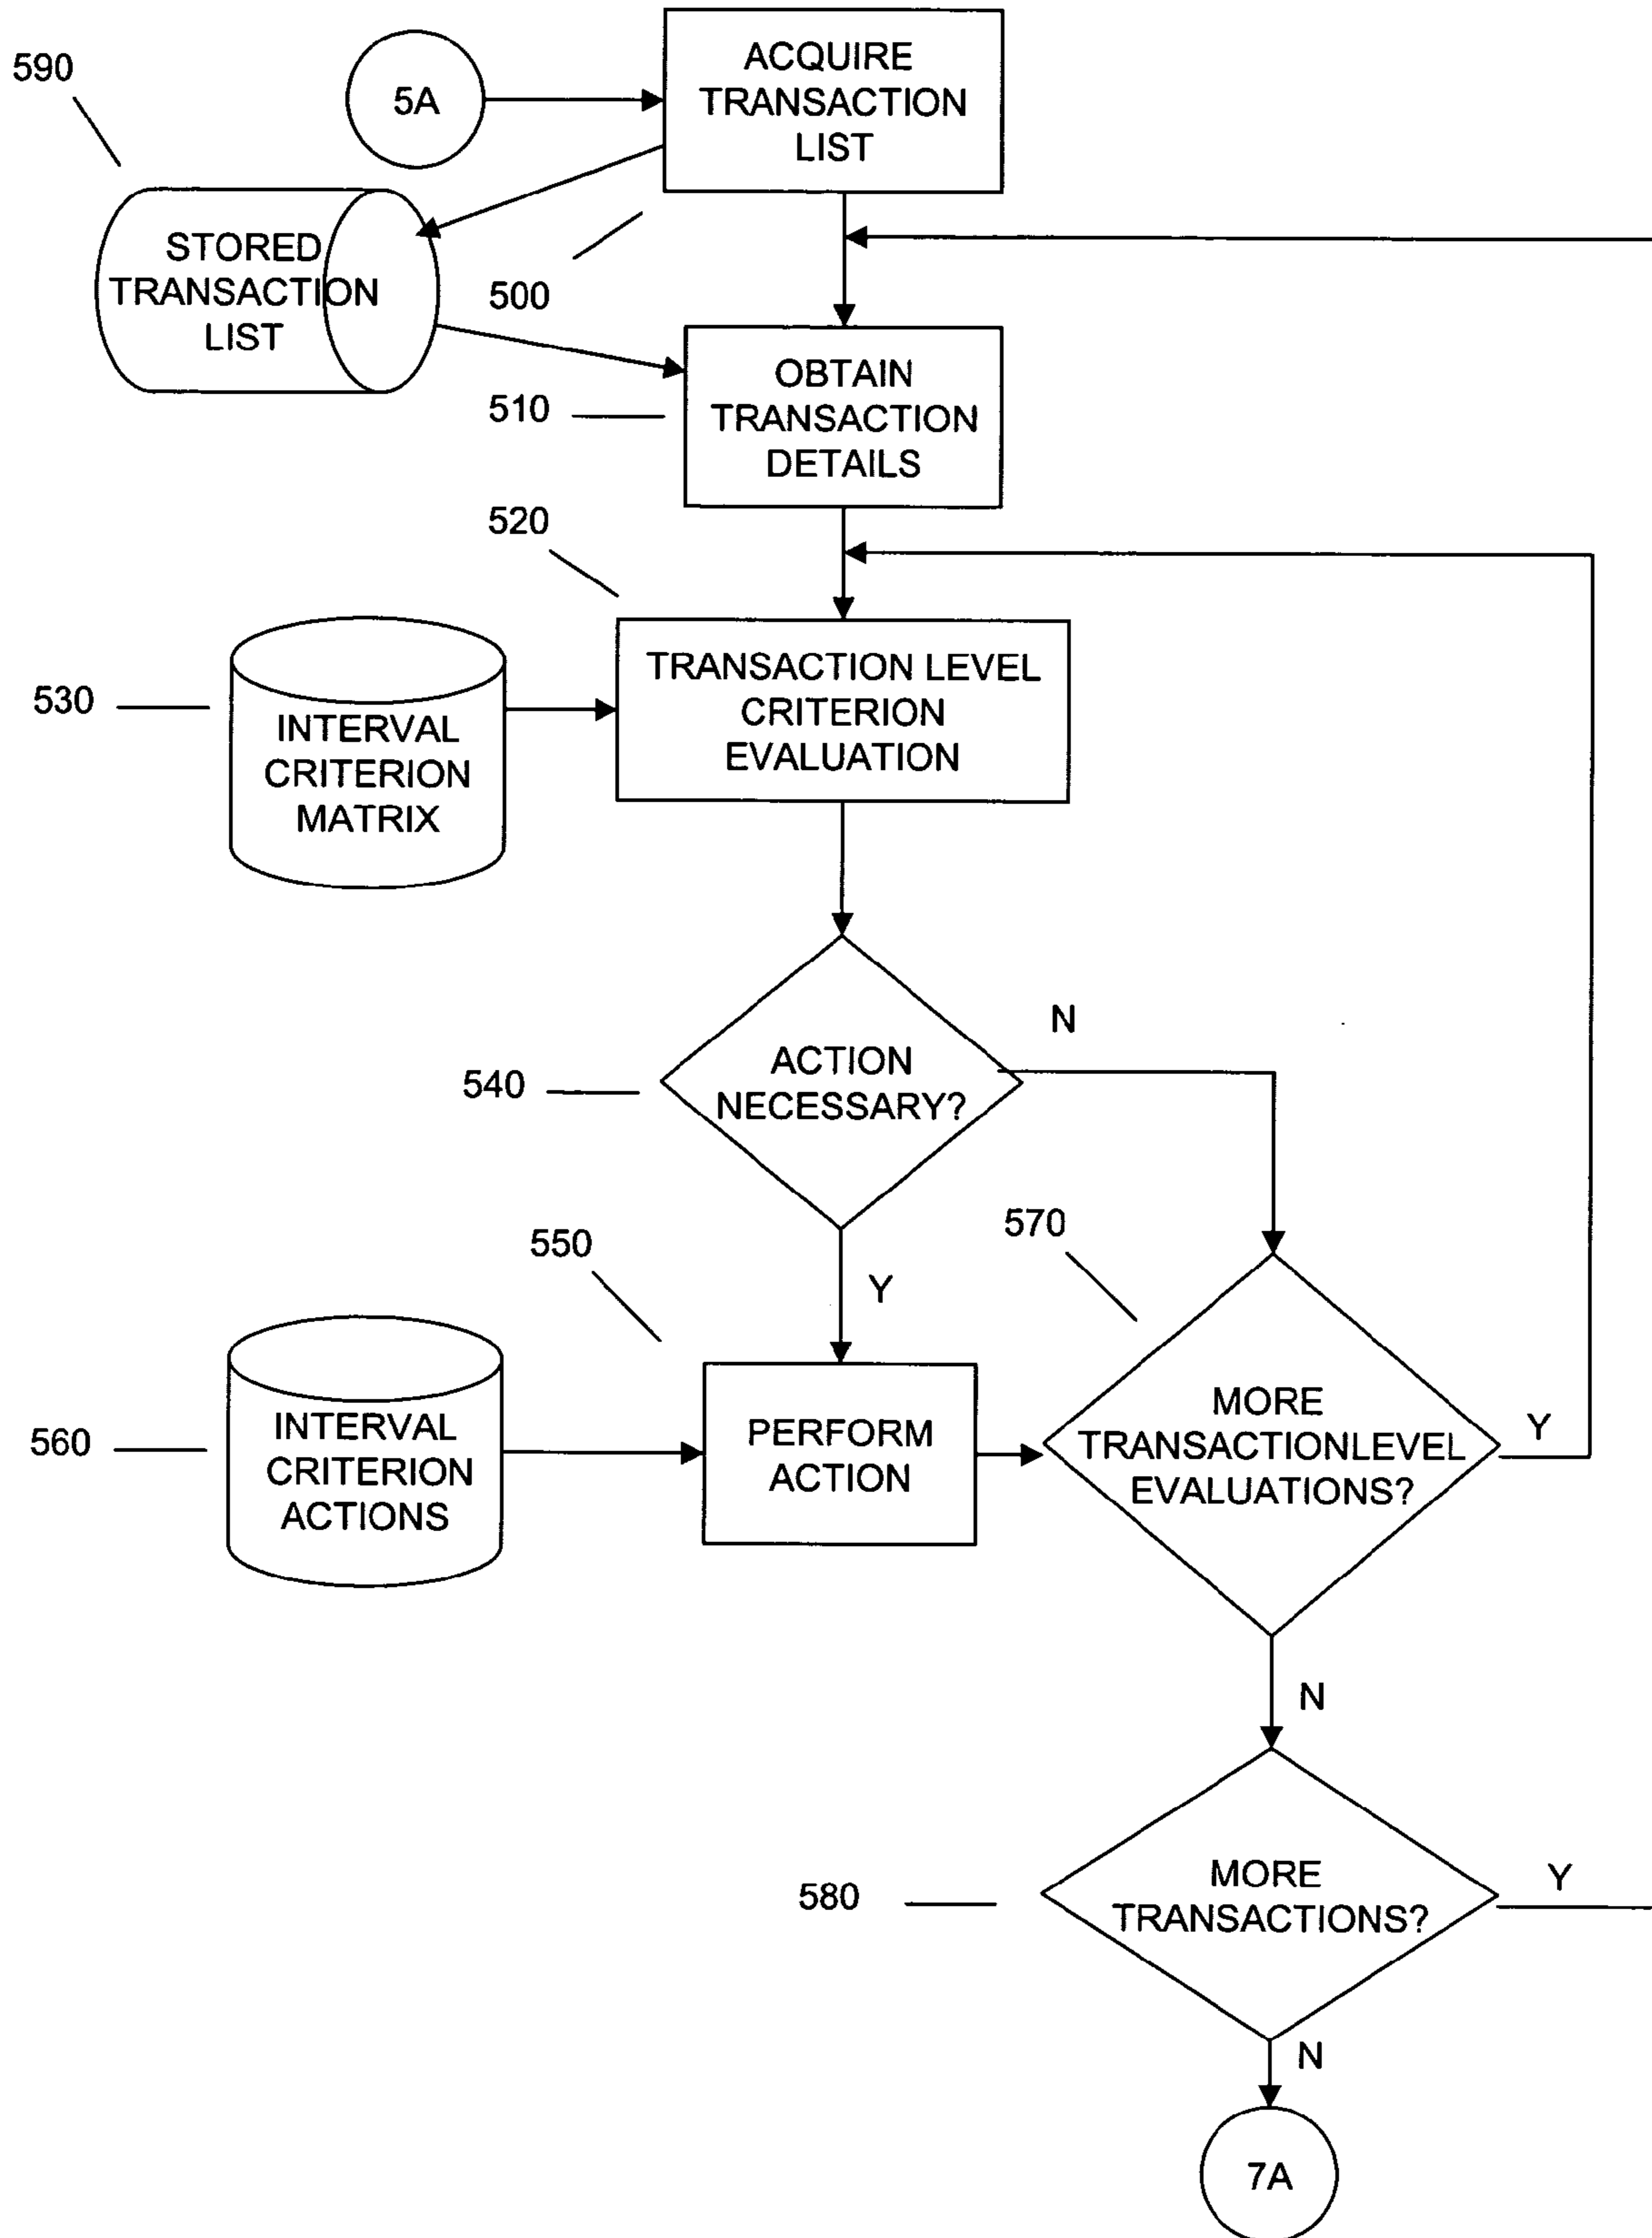 590
5A
ACQUIRE
TRANSACTION
LIST
STORED
TRANSACTION
LIST
500
510
OBTAIN
TRANSACTION
DETAILS
520
530
INTERVAL
CRITERION
MATRIX
TRANSACTION LEVEL
CRITERION
EVALUATION
540
ACTION
NECESSARY?
N
550
Y
570
560
INTERVAL
CRITERION
ACTIONS
PERFORM
ACTION
MORE
TRANSACTIONLEVEL
EVALUATIONS?
Y
N
580
MORE
TRANSACTIONS?
Y
N
7A